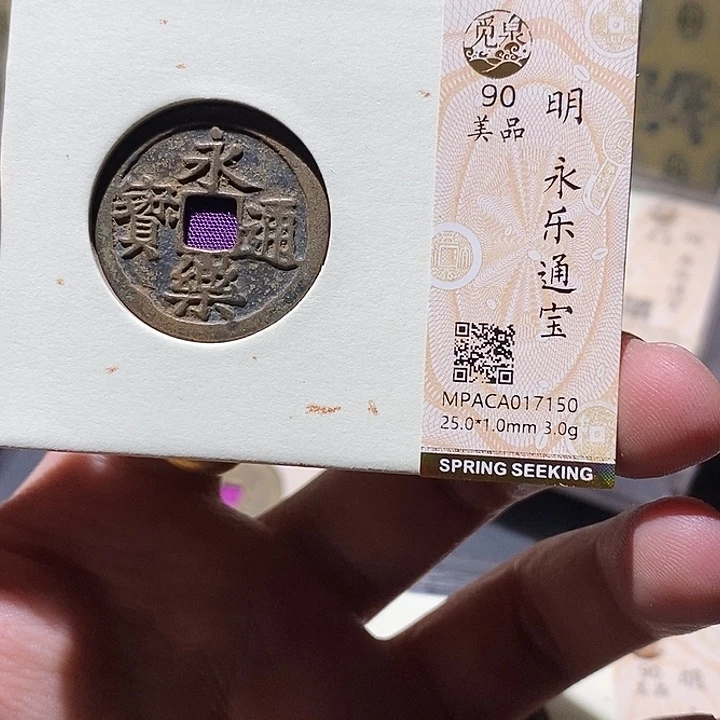 永
寶 通
樂
觅泉
90
美品
明
永乐通宝
MPACA017150
25.0*1.0mm 3.0g
SPRING SEEKING